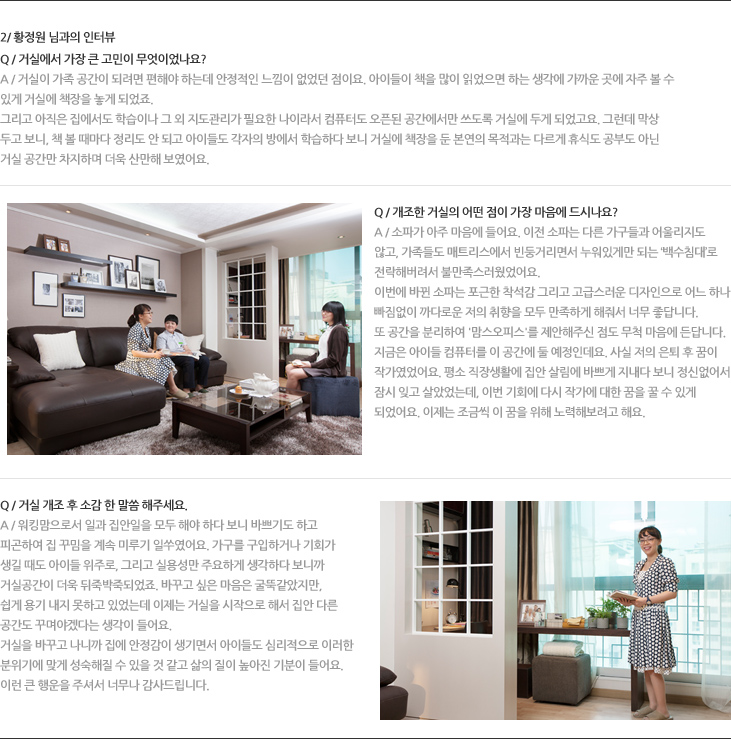 2/ 황정원 님과의 인터뷰
Q / 거실에서 가장 큰 고민이 무엇이었나요?
A / 거실이 가족 공간이 되려면 편해야 하는데 안정적인 느낌이 없었던 점이요. 아이들이 책을 많이 읽었으면 하는 생각에 가까운 곳에 자주 볼 수
있게 거실에 책장을 놓게 되었죠.
그리고 아직은 집에서도 학습이나 그 외 지도관리가 필요한 나이라서 컴퓨터도 오픈된 공간에서만 쓰도록 거실에 두게 되었고요. 그런데 막상
두고 보니, 책 볼 때마다 정리도 안 되고 아이들도 각자의 방에서 학습하다 보니 거실에 책장을 둔 본연의 목적과는 다르게 휴식도 공부도 아닌
거실 공간만 차지하며 더욱 산만해 보였어요.
Q / 개조한 거실의 어떤 점이 가장 마음에 드시나요?
A / 소파가 아주 마음에 들어요. 이전 소파는 다른 가구들과 어울리지도
않고, 가족들도 매트리스에서 빈둥거리면서 누워있게만 되는 '백수침대'로
전락해버려서 불만족스러웠었어요.
이번에 바뀐 소파는 포근한 착석감 그리고 고급스러운 디자인으로 어느 하나
빠짐없이 까다로운 저의 취향을 모두 만족하게 해줘서 너무 좋답니다.
또 공간을 분리하여 '맘스오피스'를 제안해주신 점도 무척 마음에 든답니다.
지금은 아이들 컴퓨터를 이 공간에 둘 예정인데요. 사실 저의 은퇴 후 꿈이
작가였었어요. 평소 직장생활에 집안 살림에 바쁘게 지내다 보니 정신없어서
잠시 잊고 살았었는데, 이번 기회에 다시 작가에 대한 꿈을 꿀 수 있게
되었어요. 이제는 조금씩 이 꿈을 위해 노력해보려고 해요.
Q / 거실 개조 후 소감 한 말씀 해주세요.
A / 워킹맘으로서 일과 집안일을 모두 해야 하다 보니 바쁘기도 하고
피곤하여 집 꾸밈을 계속 미루기 일쑤였어요. 가구를 구입하거나 기회가
생길 때도 아이들 위주로, 그리고 실용성만 주요하게 생각하다 보니까
거실공간이 더욱 뒤죽박죽되었죠. 바꾸고 싶은 마음은 굴뚝같았지만,
쉽게 용기 내지 못하고 있었는데 이제는 거실을 시작으로 해서 집안 다른
공간도 꾸며야겠다는 생각이 들어요.
거실을 바꾸고 나니까 집에 안정감이 생기면서 아이들도 심리적으로 이러한
분위기에 맞게 성숙해질 수 있을 것 같고 삶의 질이 높아진 기분이 들어요.
이런 큰 행운을 주셔서 너무나 감사드립니다.